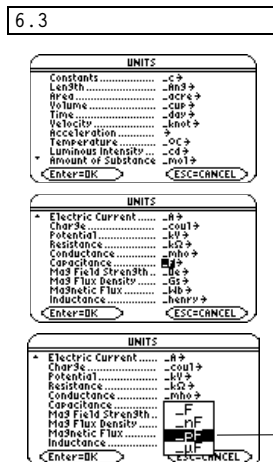 6.3
UNITS
Constants................ _c→
Length................... _Ang→
Area..................... _acre→
Volume................... _cup→
Time..................... _day→
Velocity................. _knot→
Acceleration............. →
Temperature.............. _°C→
Luminous Intensity... _cd→
Amount of Substance _mol→
Enter=OK ESC=CANCEL
UNITS
Electric Current...... _A→
Charge................... _coul→
Potential................ _kV→
Resistance............... _kΩ→
Conductance.............. _mho→
Capacitance.............. _F→
Mag Field Strength.. _Oe→
Mag Flux Density..... _Gs→
Magnetic Flux........ _Wb→
Inductance............... _henry→
Enter=OK ESC=CANCEL
UNITS
Electric Current...... _A→
Charge................... _coul→
Potential................ _kV→
Resistance............... _kΩ→
Conductance.............. _mho→
Capacitance..............
Mag Field Strength.. _F
Mag Flux Density..... _nF
Magnetic Flux........ _pF
Inductance............... _µF
Enter=OK ESC=CANCEL